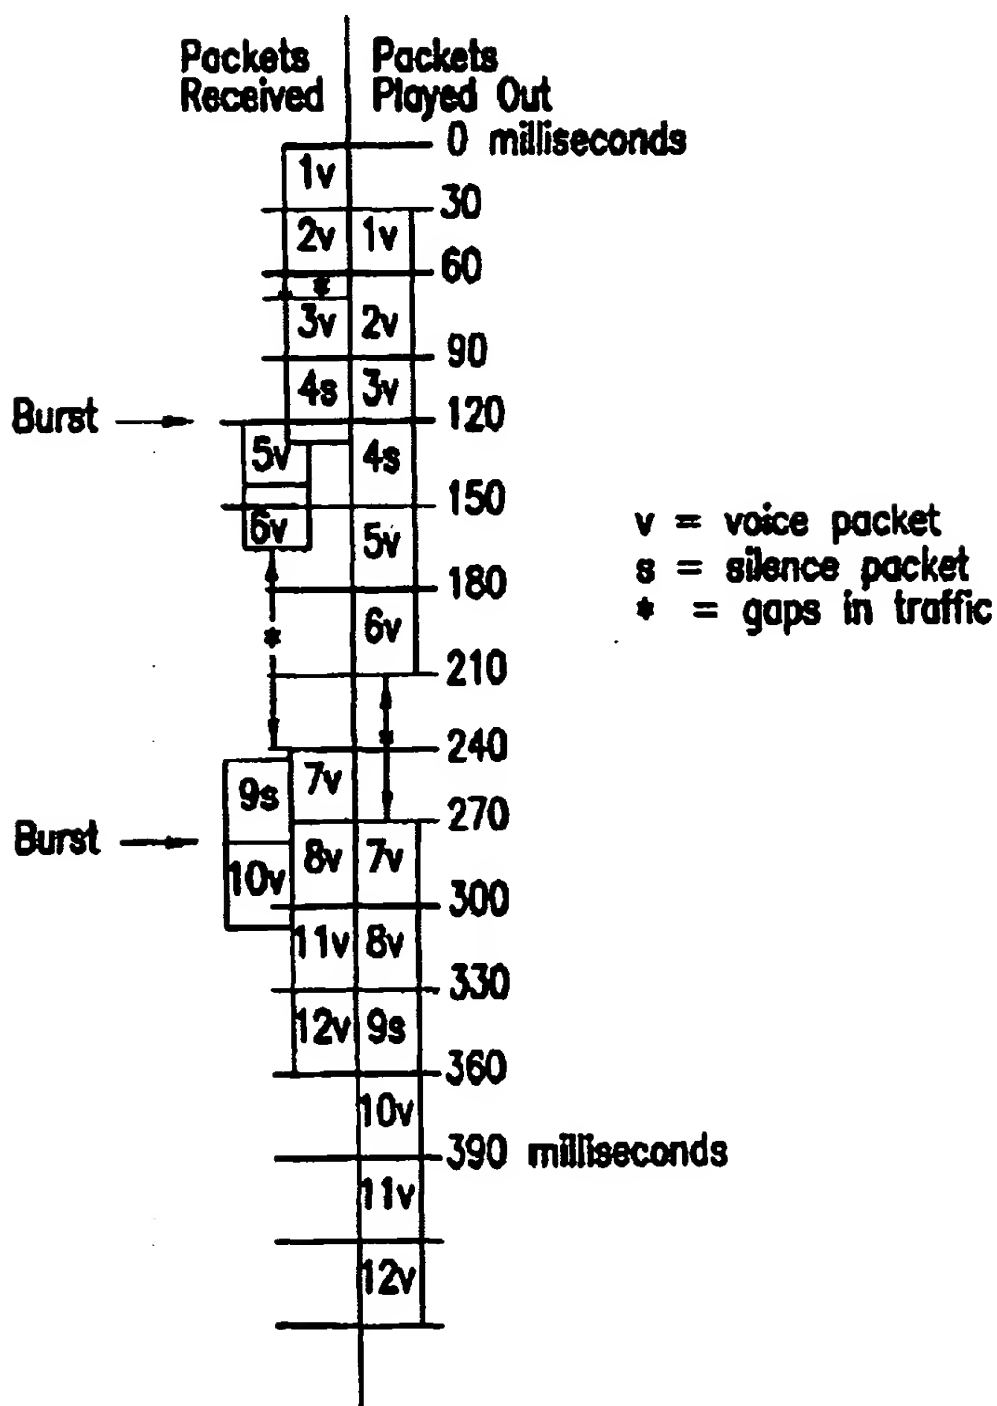 Packets Received
Packets Played Out
0 milliseconds
1v
30
2v
1v
60
*
3v
2v
90
4s
3v
Burst
120
5v
4s
150
6v
5v
v = voice packet
s = silence packet
* = gaps in traffic
180
*
6v
210
*
240
9s
7v
270
Burst
10v
8v
7v
300
11v
8v
330
12v
9s
360
10v
390 milliseconds
11v
12v